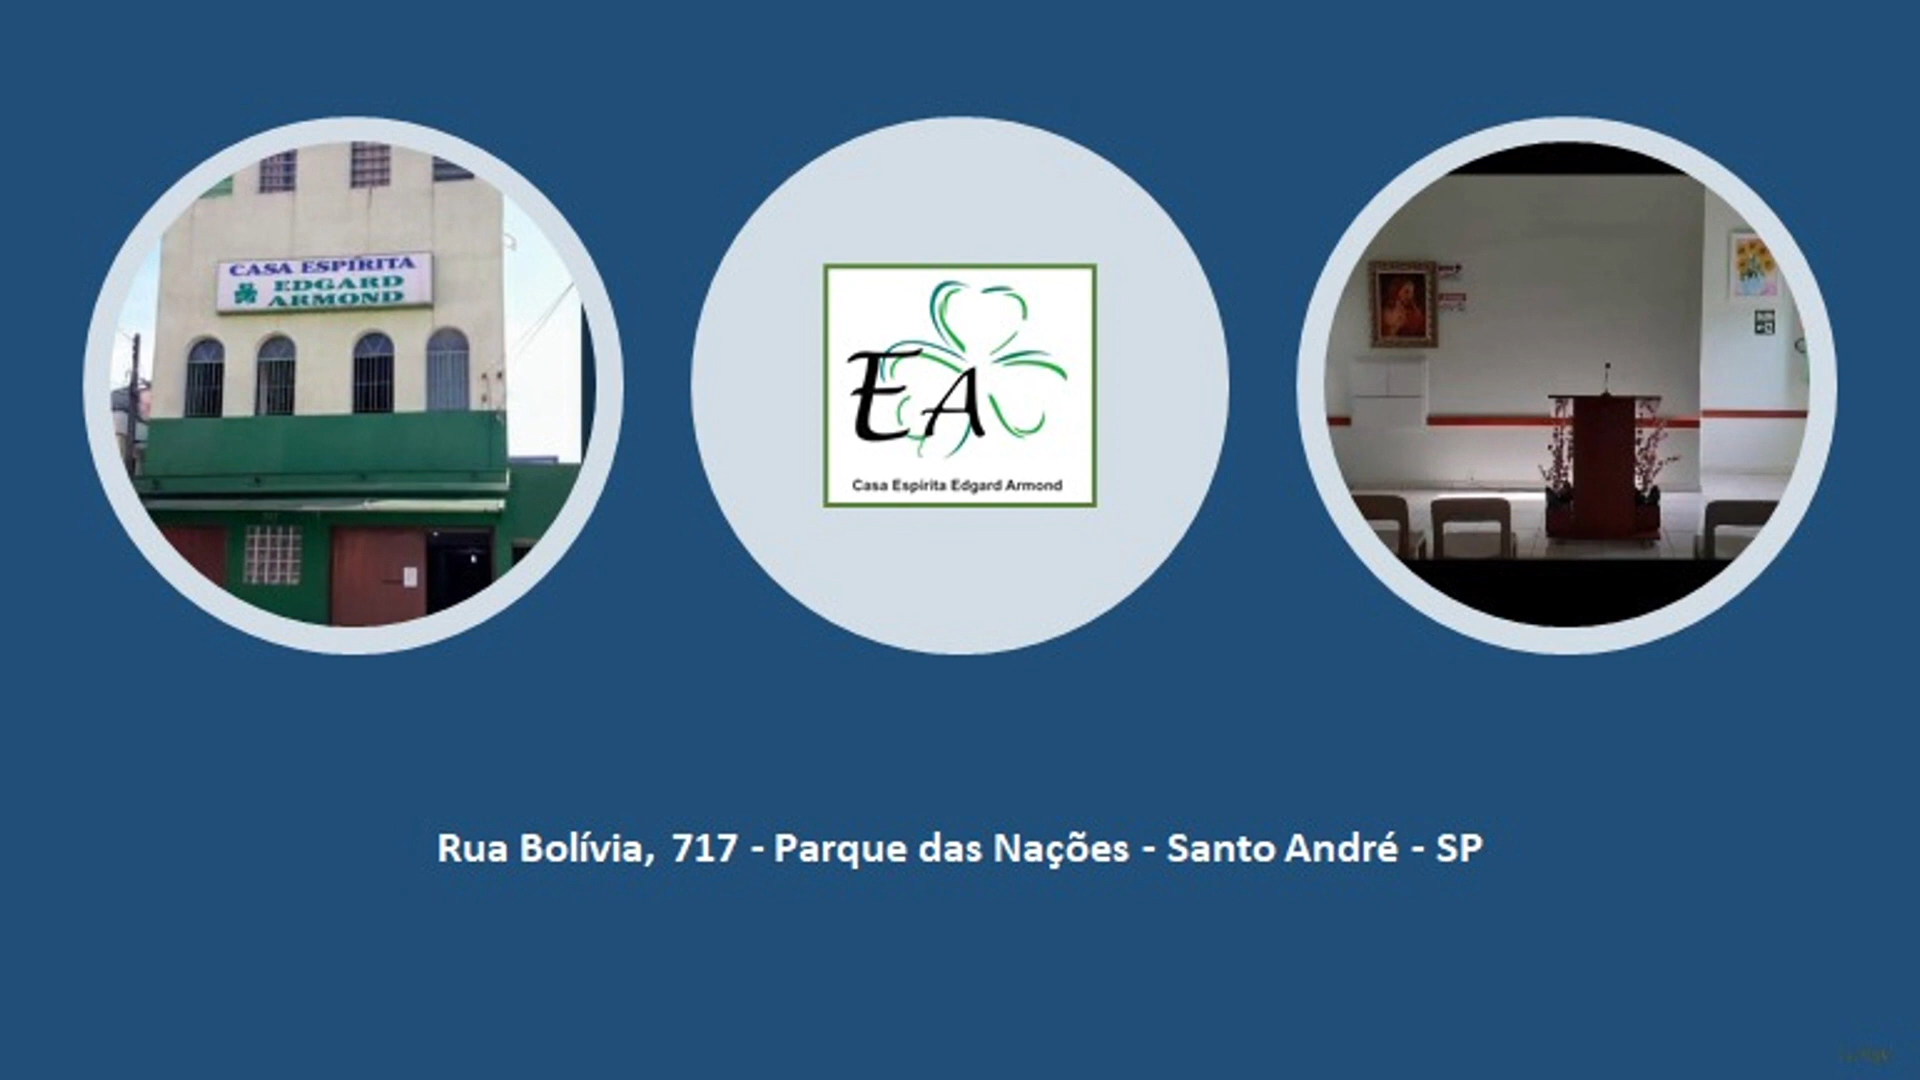 CASA ESPÍRITA
EDGARD
ARMOND
EA
Casa Espírita Edgard Armond
Rua Bolívia, 717 - Parque das Nações - Santo André - SP